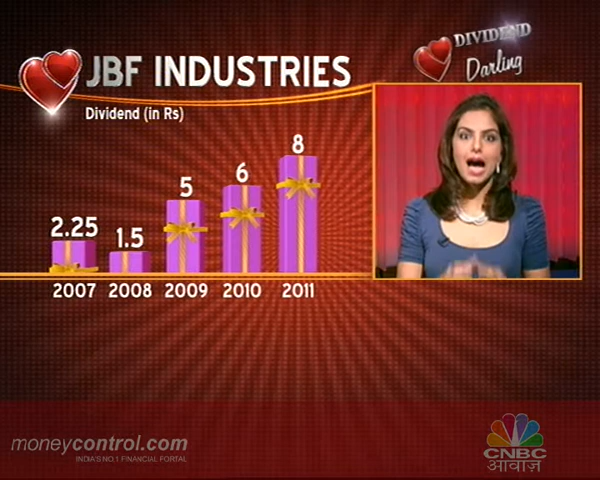 JBF INDUSTRIES
DIVIDEND
Darling
Dividend (in Rs)
2.25
1.5
5
6
8
2007
2008
2009
2010
2011
moneycontrol.com
INDIA'S NO.1 FINANCIAL PORTAL
CNBC
आवाज़